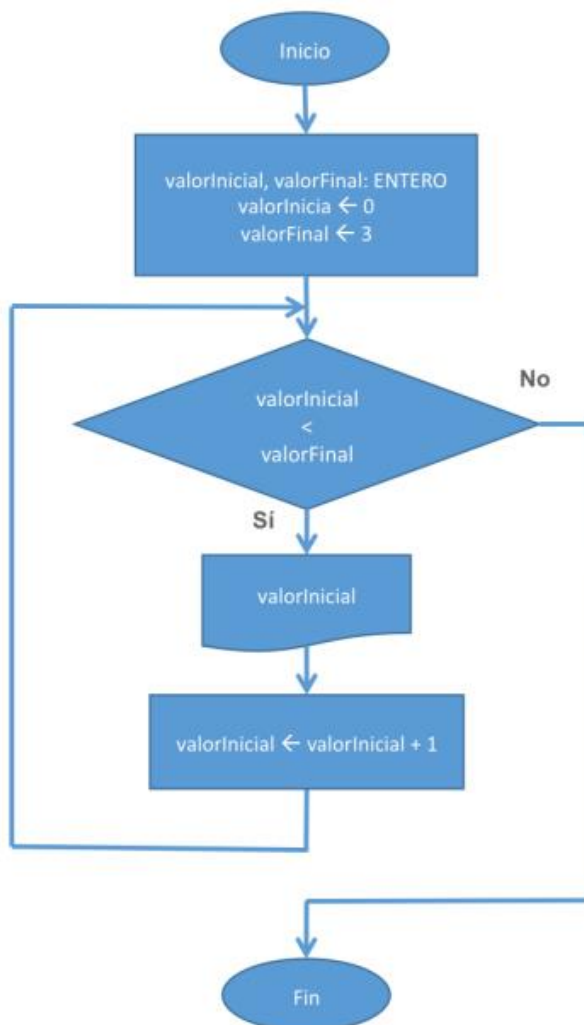 Inicio
valorInicial, valorFinal: ENTERO
valorInicia ← 0
valorFinal ← 3
valorInicial
<
valorFinal
No
Sí
valorInicial
valorInicial ← valorInicial + 1
Fin